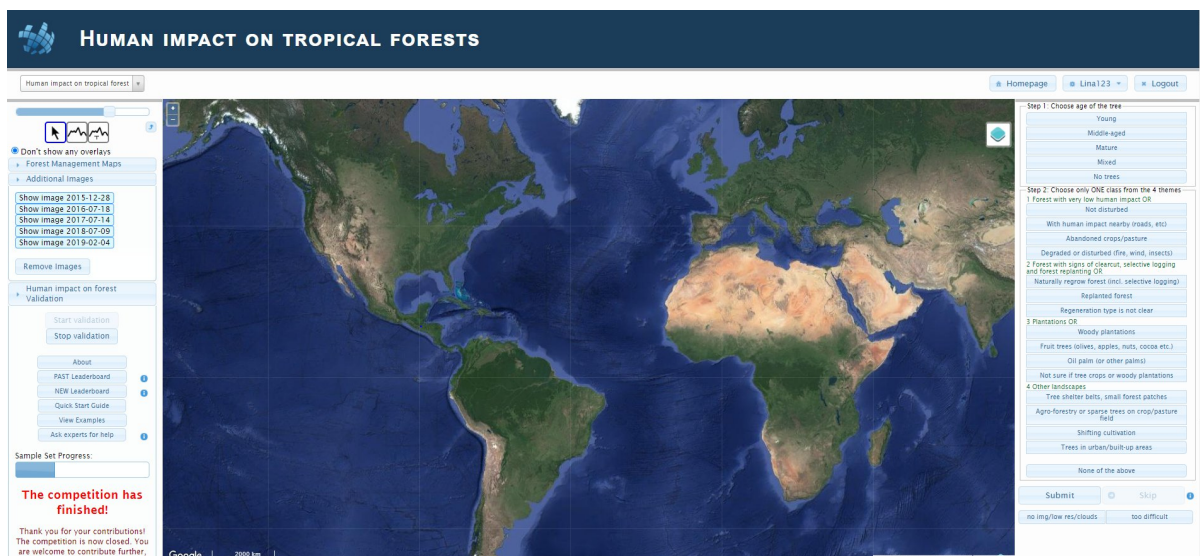 HUMAN IMPACT ON TROPICAL FORESTS
Human impact on tropical forest
Homepage
Lina123
Logout
Don't show any overlays
Forest Management Maps
Additional Images
Show image 2015-12-28
Show image 2016-07-18
Show image 2017-07-14
Show image 2018-07-09
Show image 2019-02-04
Remove Images
Human impact on forest
Validation
Start validation
Stop validation
About
PAST Leaderboard
NEW Leaderboard
Quick Start Guide
View Examples
Ask experts for help
Sample Set Progress:
The competition has
finished!
Thank you for your contributions!
The competition is now closed. You
are welcome to contribute further,
Google
2000 km
Step 1: Choose age of the tree
Young
Middle-aged
Mature
Mixed
No trees
Step 2: Choose only ONE class from the 4 themes
1 Forest with very low human impact OR
Not disturbed
With human impact nearby (roads, etc)
Abandoned crops/pasture
Degraded or disturbed (fire, wind, insects)
2 Forest with signs of clearcut, selective logging
and forest replanting OR
Naturally regrow forest (incl. selective logging)
Replanted forest
Regeneration type is not clear
3 Plantations OR
Woody plantations
Fruit trees (olives, apples, nuts, cocoa etc.)
Oil palm (or other palms)
Not sure if tree crops or woody plantations
4 Other landscapes
Tree shelter belts, small forest patches
Agro-forestry or sparse trees on crop/pasture
field
Shifting cultivation
Trees in urban/built-up areas
None of the above
Submit
Skip
no img/low res/clouds
too difficult